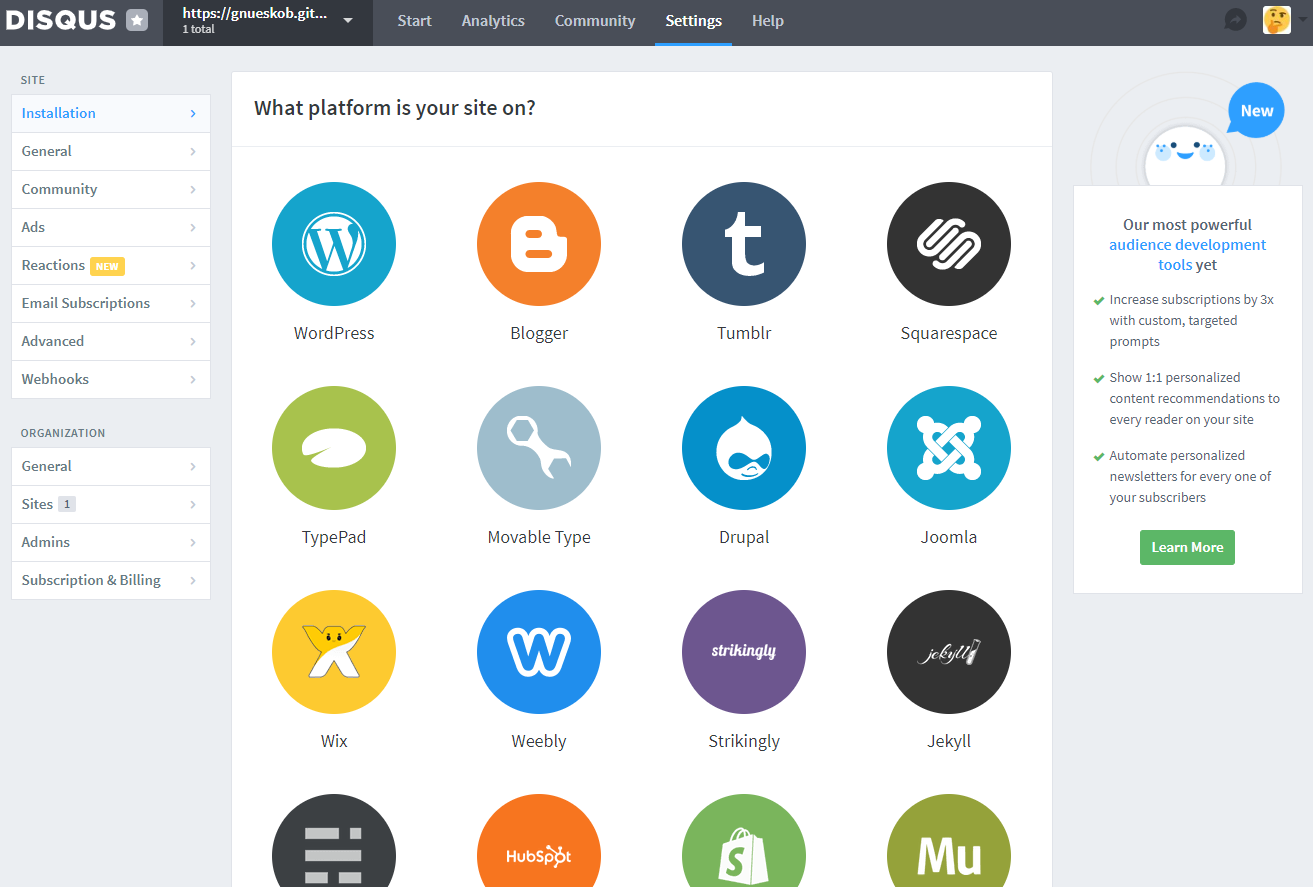 DISQUS
https://gnueskob.git...
1 total
Start
Analytics
Community
Settings
Help
SITE
Installation
General
Community
Ads
Reactions NEW
Email Subscriptions
Advanced
Webhooks
ORGANIZATION
General
Sites 1
Admins
Subscription & Billing
What platform is your site on?
WordPress
Blogger
Tumblr
Squarespace
TypePad
Movable Type
Drupal
Joomla
strikingly
jekyll
Wix
Weebly
Strikingly
Jekyll
HubSpot
Mu
New
Our most powerful
audience development
tools yet
Increase subscriptions by 3x
with custom, targeted
prompts
Show 1:1 personalized
content recommendations to
every reader on your site
Automate personalized
newsletters for every one of
your subscribers
Learn More